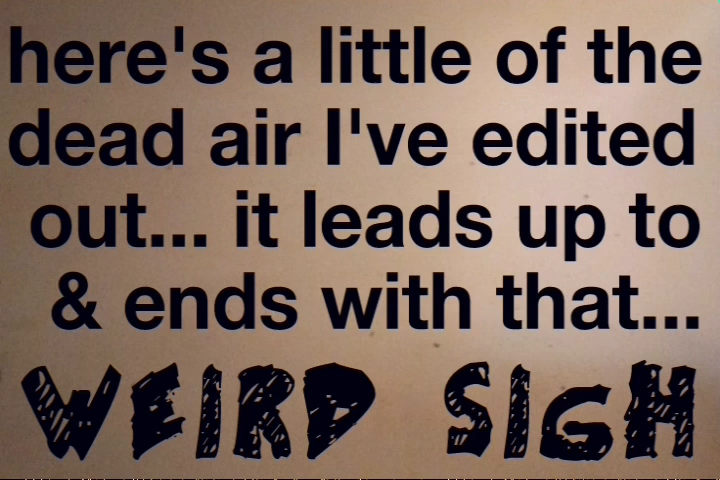 here's a little of the
dead air I've edited
out... it leads up to
& ends with that...
WEIRD SIGH